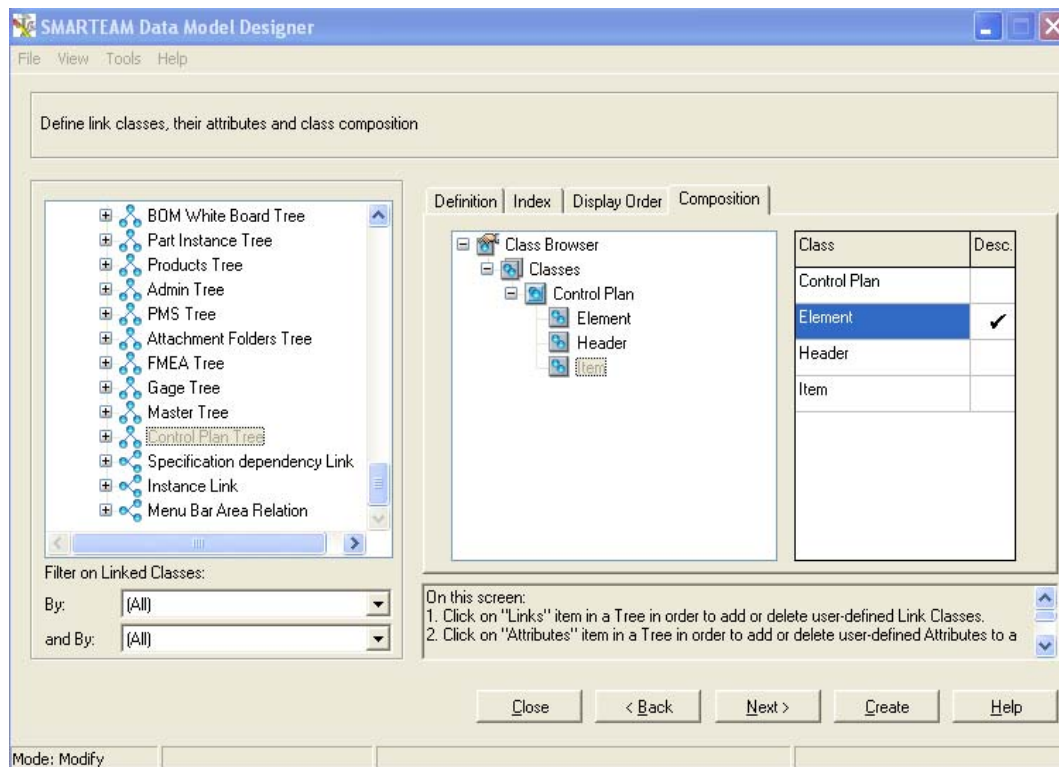 SMARTEAM Data Model Designer
File View Tools Help
Define link classes, their attributes and class composition
BOM White Board Tree
Part Instance Tree
Products Tree
Admin Tree
PMS Tree
Attachment Folders Tree
FMEA Tree
Gage Tree
Master Tree
Control Plan Tree
Specification dependency Link
Instance Link
Menu Bar Area Relation
Filter on Linked Classes:
By: (All)
and By: (All)
Definition Index Display Order Composition
Class Browser
Classes
Control Plan
Element
Header
Item
Class Desc.
Control Plan
Element ✓
Header
Item
On this screen:
1. Click on "Links" item in a Tree in order to add or delete user-defined Link Classes.
2. Click on "Attributes" item in a Tree in order to add or delete user-defined Attributes to a
Close < Back Next > Create Help
Mode: Modify